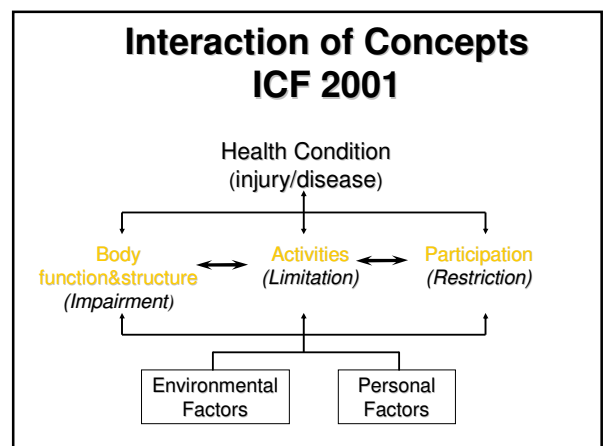 Interaction of Concepts
ICF 2001
Health Condition
(injury/disease)
Body
function&structure
(Impairment)
Activities
(Limitation)
Participation
(Restriction)
Environmental
Factors
Personal
Factors